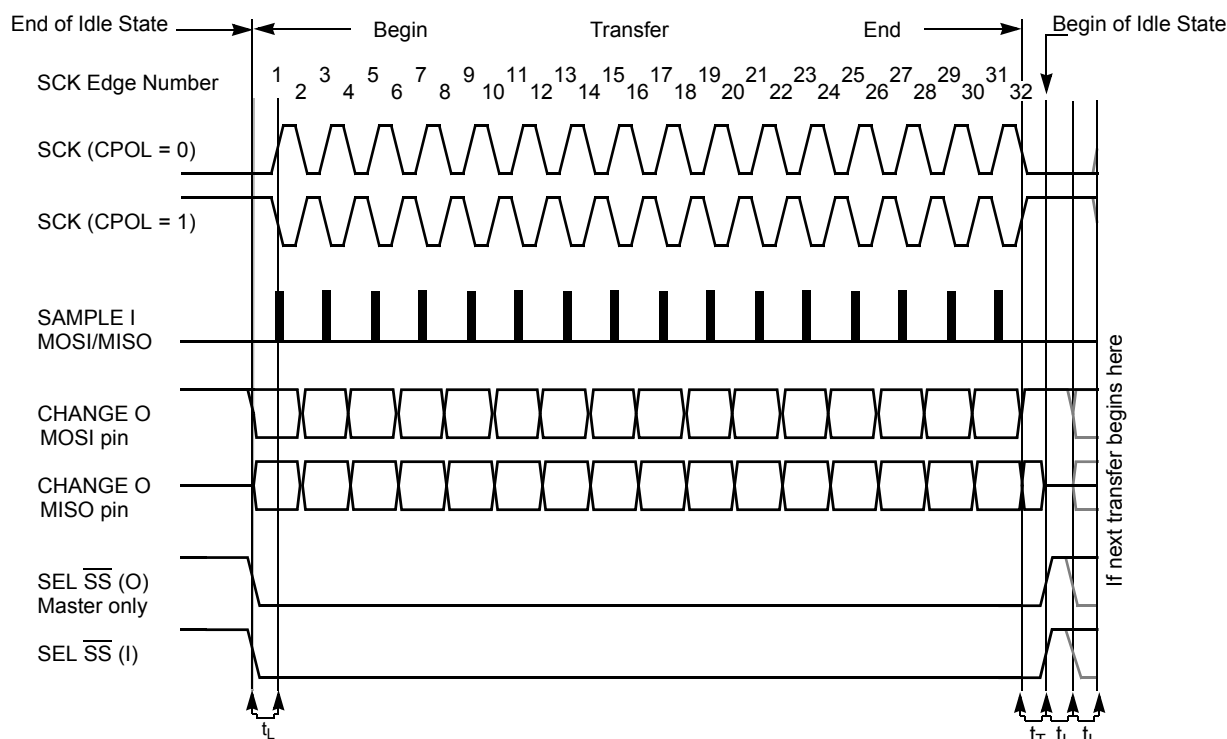 End of Idle State
Begin
Transfer
End
Begin of Idle State
SCK Edge Number
1 3 5 7 9 11 13 15 17 19 21 23 25 27 29 31
2 4 6 8 10 12 14 16 18 20 22 24 26 28 30 32
SCK (CPOL = 0)
SCK (CPOL = 1)
SAMPLE I
MOSI/MISO
CHANGE O
MOSI pin
CHANGE O
MISO pin
SEL SS (O)
Master only
SEL SS (I)
If next transfer begins here
tL
tT